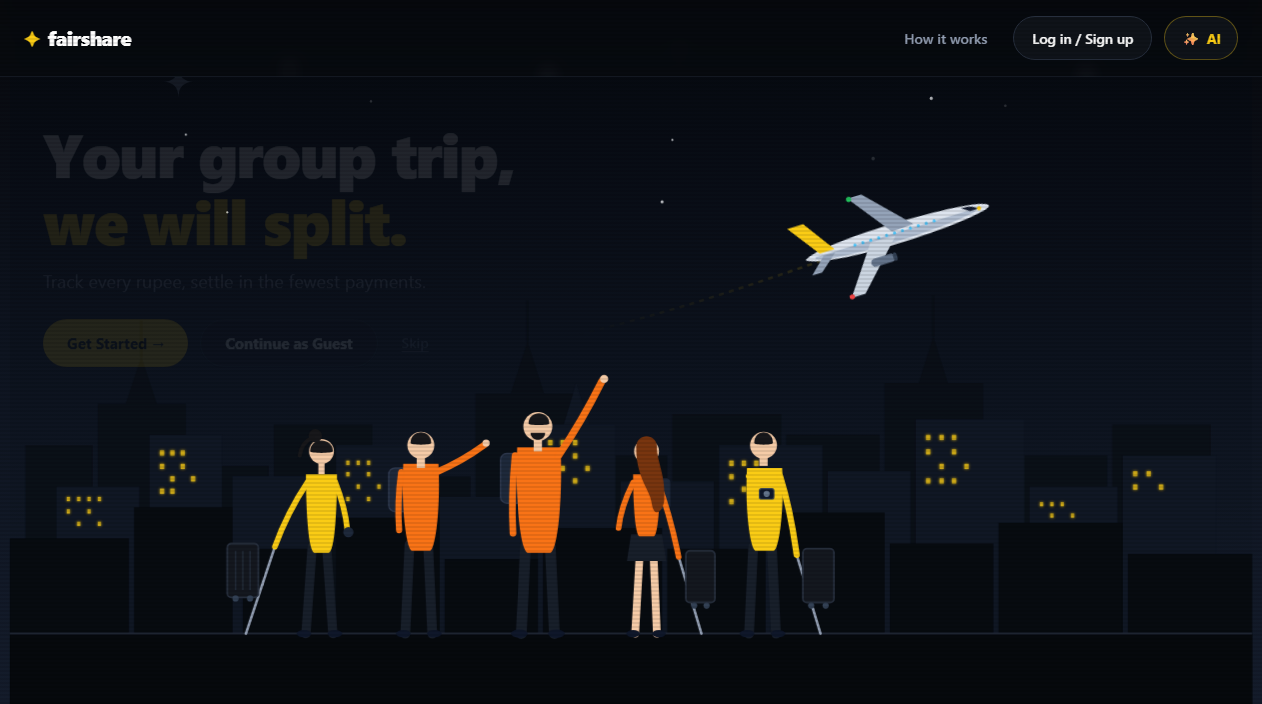 fairshare
How it works
Log in / Sign up
AI
Your group trip,
we will split.
Track every rupee, settle in the fewest payments.
Get Started →
Continue as Guest
Skip